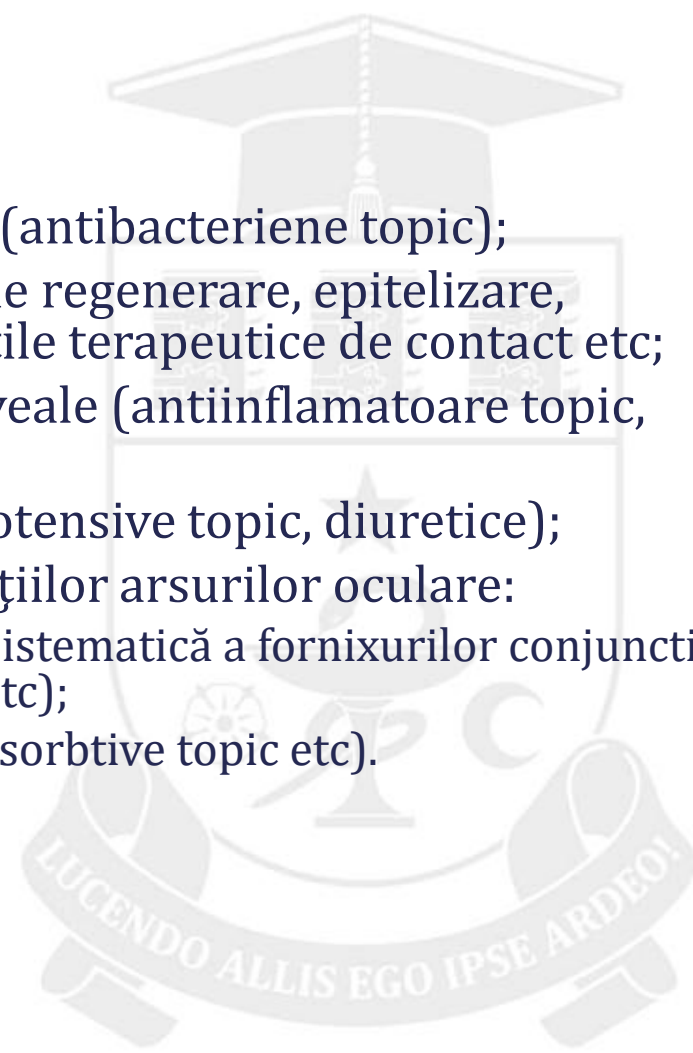 (antibacteriene topic);
e regenerare, epitelizare,
ile terapeutice de contact etc;
veale (antiinflamatoare topic,
otensive topic, diuretice);
țiilor arsurilor oculare:
istematică a fornixurilor conjuncti
tc);
sorbtive topic etc).
LUCENDO ALLIS EGO IPSE ARDEO!